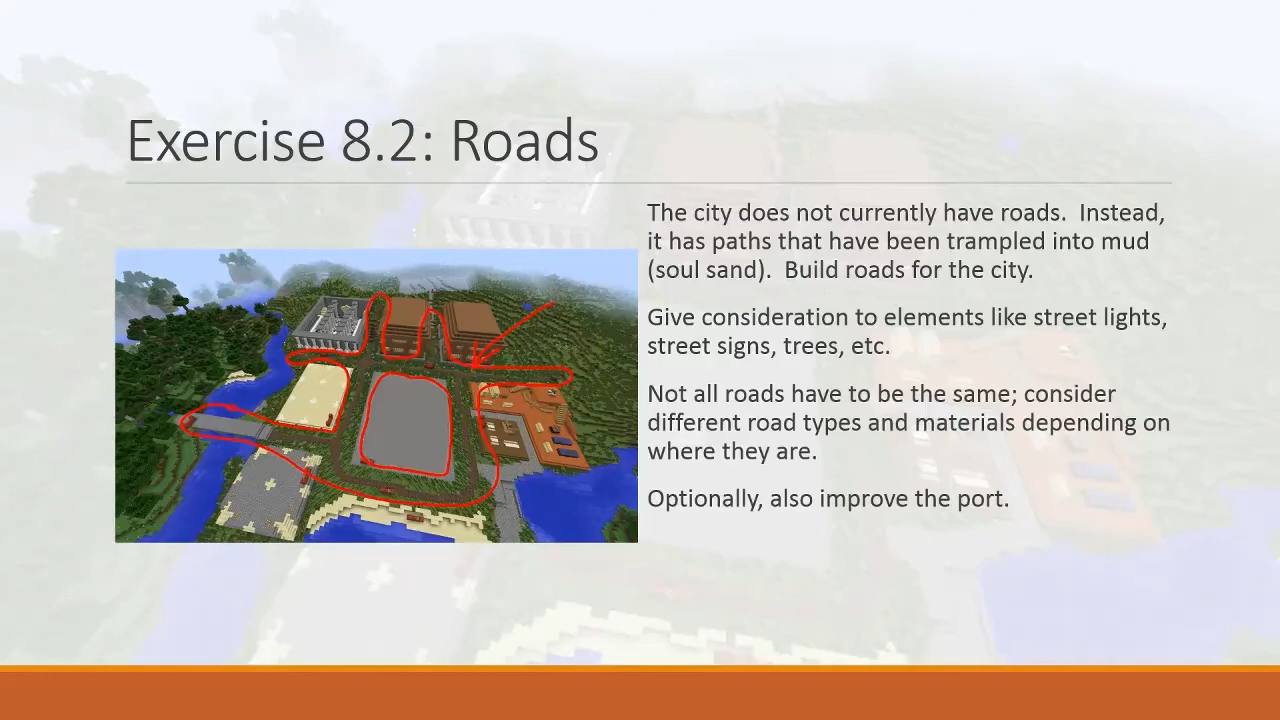 Exercise 8.2: Roads
The city does not currently have roads.  Instead,
it has paths that have been trampled into mud
(soul sand).  Build roads for the city.
Give consideration to elements like street lights,
street signs, trees, etc.
Not all roads have to be the same; consider
different road types and materials depending on
where they are.
Optionally, also improve the port.